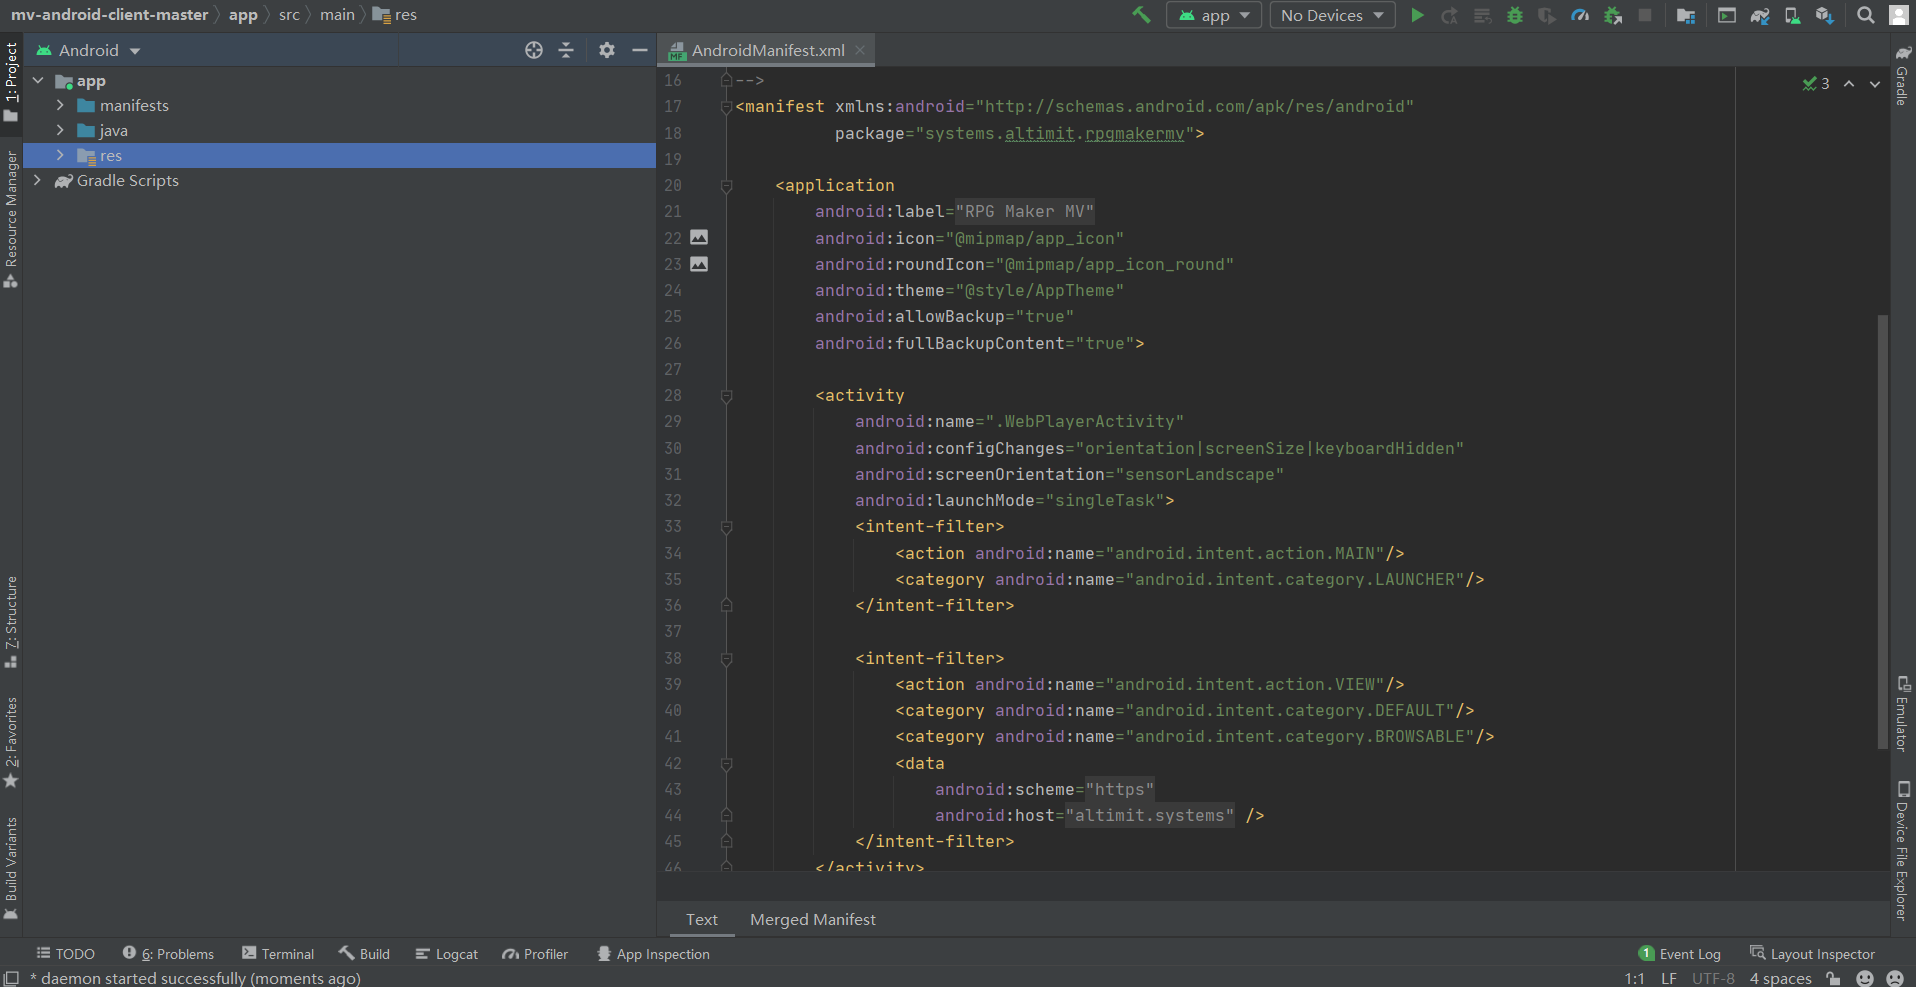 mv-android-client-master app src main res
app No Devices
1: Project
Resource Manager
7: Structure
2: Favorites
Build Variants
Android
app
manifests
java
res
Gradle Scripts
AndroidManifest.xml
3
16 -->
17 <manifest xmlns:android="http://schemas.android.com/apk/res/android"
18 package="systems.altimit.rpgmakermv">
19
20 <application
21 android:label="RPG Maker MV"
22 android:icon="@mipmap/app_icon"
23 android:roundIcon="@mipmap/app_icon_round"
24 android:theme="@style/AppTheme"
25 android:allowBackup="true"
26 android:fullBackupContent="true">
27
28 <activity
29 android:name=".WebPlayerActivity"
30 android:configChanges="orientation|screenSize|keyboardHidden"
31 android:screenOrientation="sensorLandscape"
32 android:launchMode="singleTask">
33 <intent-filter>
34 <action android:name="android.intent.action.MAIN"/>
35 <category android:name="android.intent.category.LAUNCHER"/>
36 </intent-filter>
37
38 <intent-filter>
39 <action android:name="android.intent.action.VIEW"/>
40 <category android:name="android.intent.category.DEFAULT"/>
41 <category android:name="android.intent.category.BROWSABLE"/>
42 <data
43 android:scheme="https"
44 android:host="altimit.systems" />
45 </intent-filter>
46 </activity>
Text Merged Manifest
Gradle
Emulator
Device File Explorer
TODO 6: Problems Terminal Build Logcat Profiler App Inspection 1 Event Log Layout Inspector
* daemon started successfully (moments ago) 1:1 LF UTF-8 4 spaces